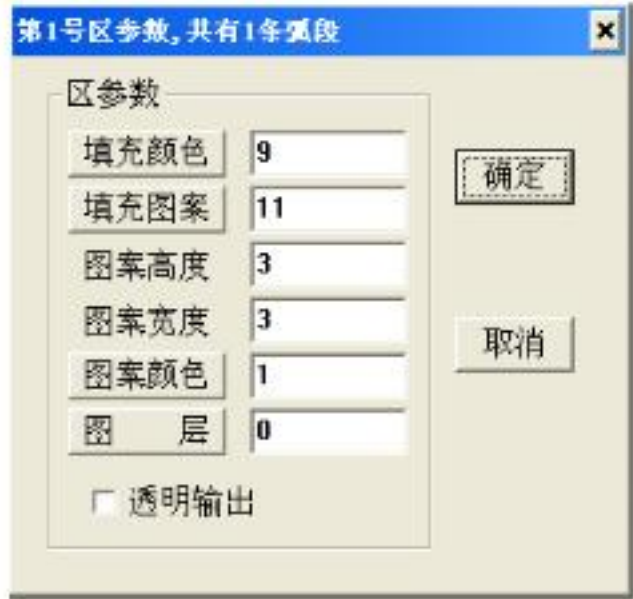 第1号区参数,共有1条弧段
区参数
填充颜色 9
填充图案 11
图案高度 3
图案宽度 3
图案颜色 1
图 层 0
透明输出
确定
取消